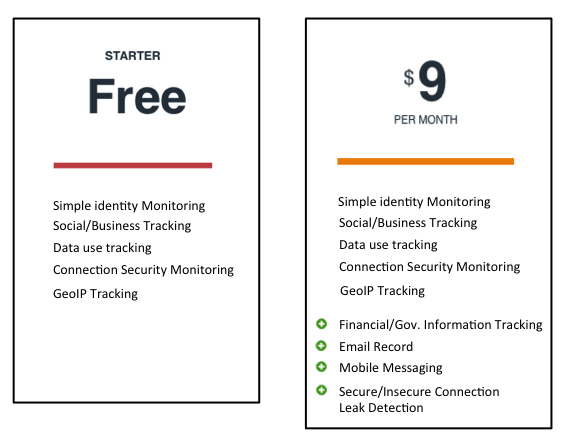 STARTER
Free
Simple identity Monitoring
Social/Business Tracking
Data use tracking
Connection Security Monitoring
GeoIP Tracking
$9
PER MONTH
Simple identity Monitoring
Social/Business Tracking
Data use tracking
Connection Security Monitoring
GeoIP Tracking
Financial/Gov. Information Tracking
Email Record
Mobile Messaging
Secure/Insecure Connection
Leak Detection